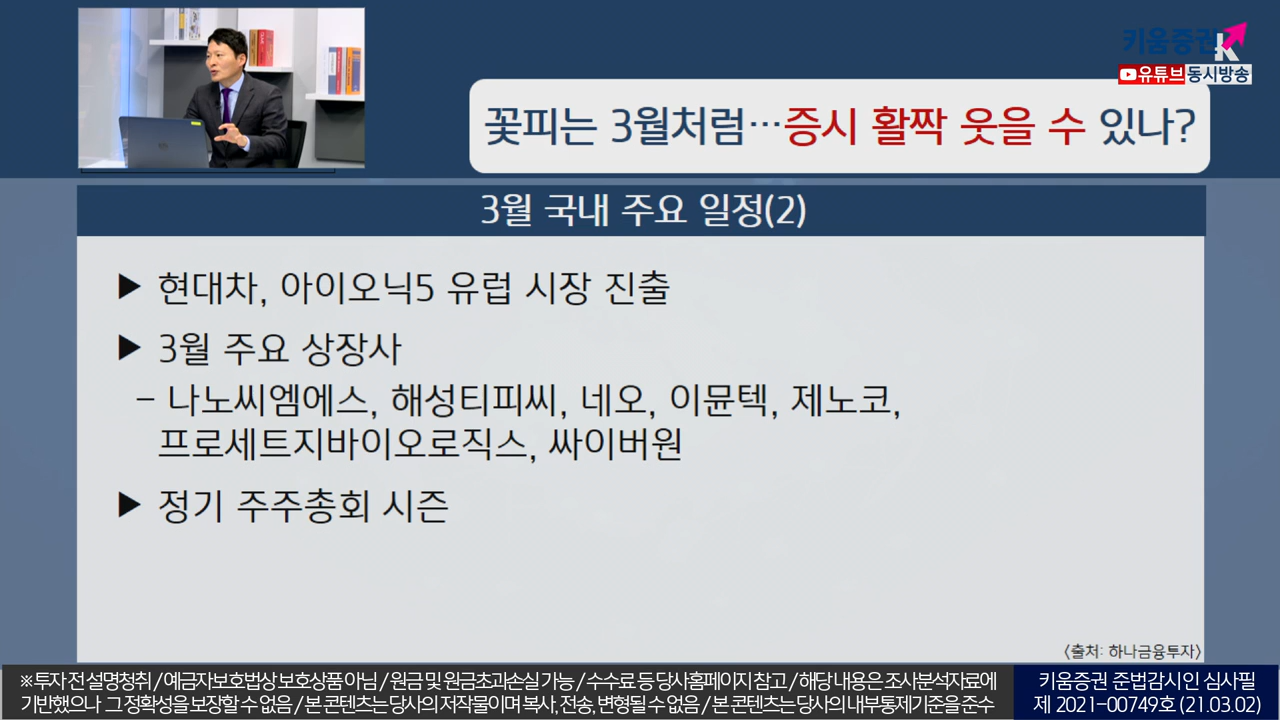 키움증권
K
유튜브 동시방송
꽃피는 3월처럼…증시 활짝 웃을 수 있나?
3월 국내 주요 일정(2)
▶ 현대차, 아이오닉5 유럽 시장 진출
▶ 3월 주요 상장사
- 나노씨엠에스, 해성티피씨, 네오, 이뮨텍, 제노코,
프로세트지바이오로직스, 싸이버원
▶ 정기 주주총회 시즌
<출처: 하나금융투자>
※ 투자 전 설명청취 / 예금자보호법상 보호상품 아님 / 원금 및 원금초과손실 가능 / 수수료 등 당사홈페이지 참고 / 해당 내용은 조사분석자료에
기반했으나 그 정확성을 보장할 수 없음 / 본 콘텐츠는 당사의 저작물이며 복사, 전송, 변형될 수 없음 / 본 콘텐츠는 당사의 내부통제기준을 준수
키움증권 준법감시인 심사필
제 2021-00749호 (21.03.02)